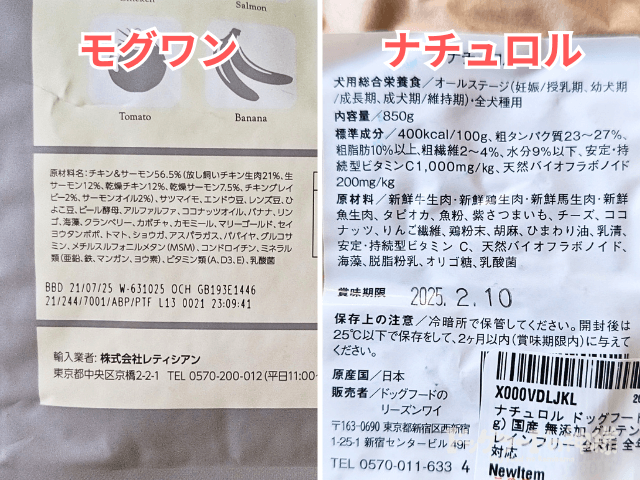 モグワン
Chicken
Salmon
Tomato
Banana
原材料名: チキン&サーモン56.5%(放し飼いチキン生肉21%、生
サーモン12%、乾燥チキン12%、乾燥サーモン7.5%、チキングレイ
ビー2%、サーモンオイル2%)、サツマイモ、エンドウ豆、レンズ豆、ひ
よこ豆、ビール酵母、アルファルファ、ココナッツオイル、バナナ、リン
ゴ、海藻、クランベリー、カボチャ、カモミール、マリーゴールド、セイ
ヨウタンポポ、トマト、ショウガ、アスパラガス、パパイヤ、グルコサ
ミン、メチルスルフォニルメタン(MSM)、コンドロイチン、ミネラル
類(亜鉛、鉄、マンガン、ヨウ素)、ビタミン類(A、D3、E)、乳酸菌
BBD 21/07/25 W-631025 OCH GB193E1446
21/244/7001/ABP/PTF L13 0021 23:09:41
輸入業者: 株式会社レティシアン
東京都中央区京橋2-2-1 TEL 0570-200-012(平日11:00-
ナチュロル
犬用総合栄養食/オールステージ(妊娠/授乳期、幼犬期
/成長期、成犬期/維持期)・全犬種用
内容量/850g
標準成分/400kcal/100g、粗タンパク質23~27%、
粗脂肪10%以上、粗繊維2~4%、水分9%以下、安定・持
続型ビタミンC1,000mg/kg、天然バイオフラボノイド
200mg/kg
原材料/新鮮牛生肉・新鮮鶏生肉・新鮮馬生肉・新鮮
魚生肉、タピオカ、魚粉、紫さつまいも、チーズ、ココ
ナッツ、りんご繊維、鶏粉末、胡麻、ひまわり油、乳清、
安定・持続型ビタミン C、天然バイオフラボノイド、
海藻、脱脂粉乳、オリゴ糖、乳酸菌
賞味期限 2025. 2.10
保存上の注意/冷暗所で保管してください。開封後は
25℃以下で保存をして、2ヶ月以内(賞味期限内)に与えて
ください。
原産国/日本
販売者/ドッグフードの
リーズンワイ
〒163-0690 東京都新宿区西新宿
1-25-1 新宿センタービル49F
TEL 0570-011-633 4
X000VDLJKL
ナチュロル ドッグフード
g) 国産 無添加 グルテン
対応
NewItem